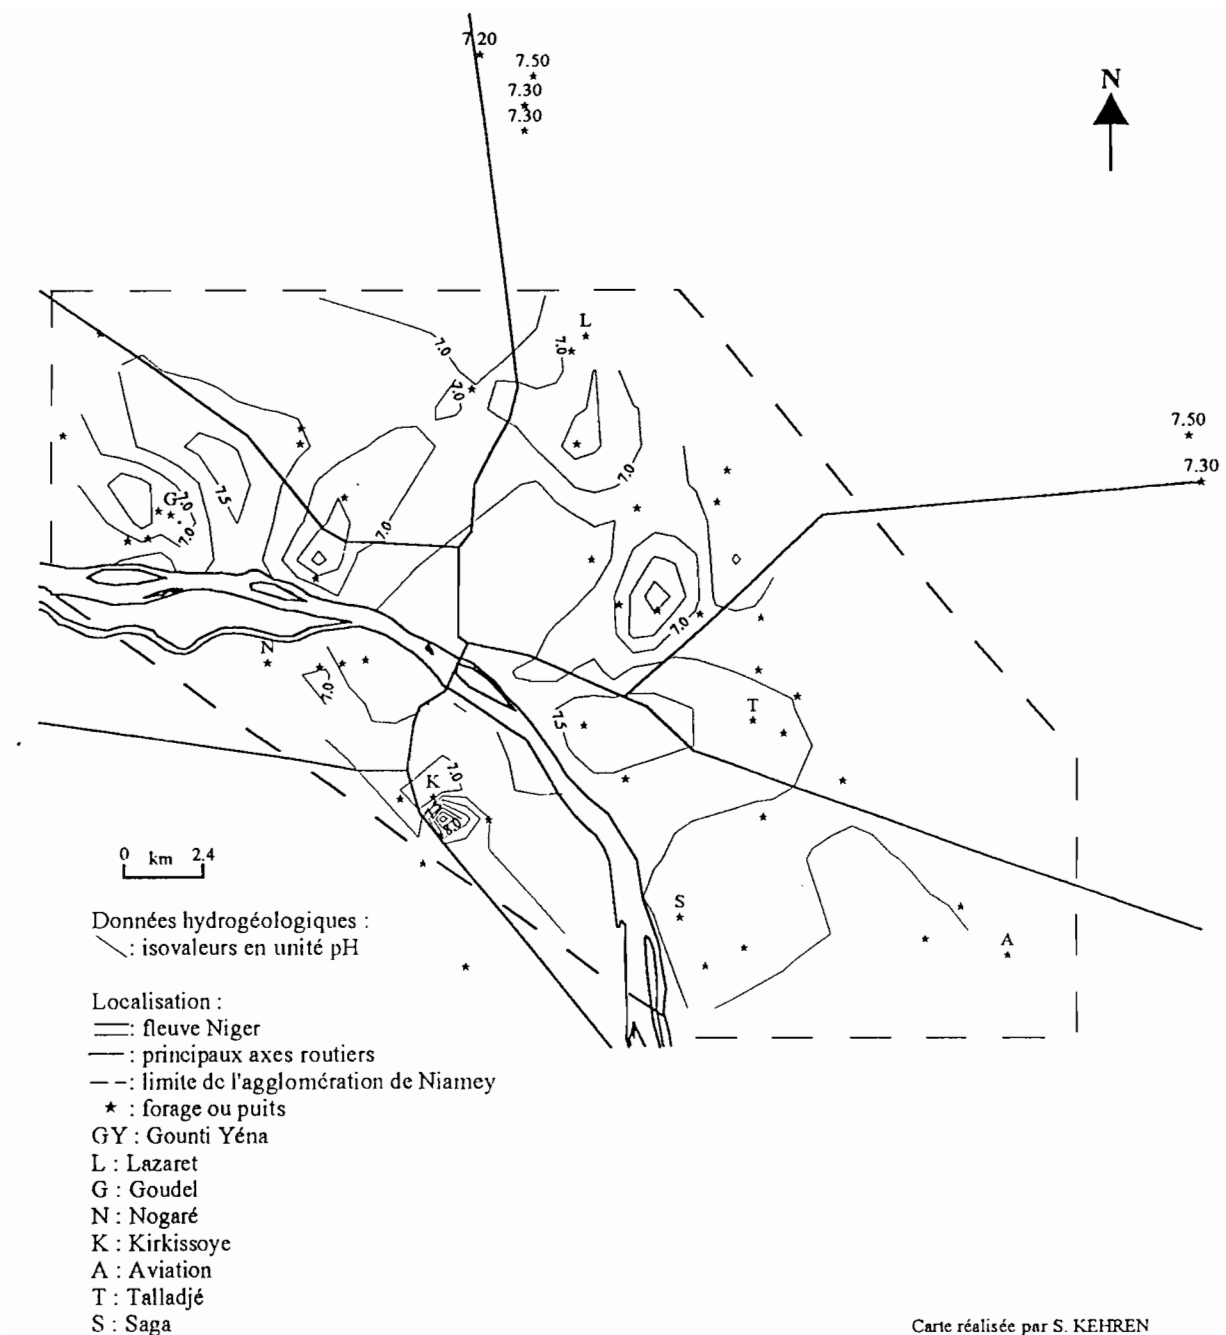 7.20
7.50
7.30
7.30
N
L
7.0
7.0
7.0
7.50
7.30
7.0
7.5
7.0
G
7.0
7.0
7.0
N
7.0
T
7.5
7.0
K
8.0
0 km 2.4
S
A
Données hydrogéologiques :
: isovaleurs en unité pH
Localisation :
: fleuve Niger
: principaux axes routiers
: limite de l'agglomération de Niamey
: forage ou puits
GY : Gounti Yéna
L : Lazaret
G : Goudel
N : Nogaré
K : Kirkissoye
A : Aviation
T : Talladjé
S : Saga
Carte réalisée par S. KEHREN